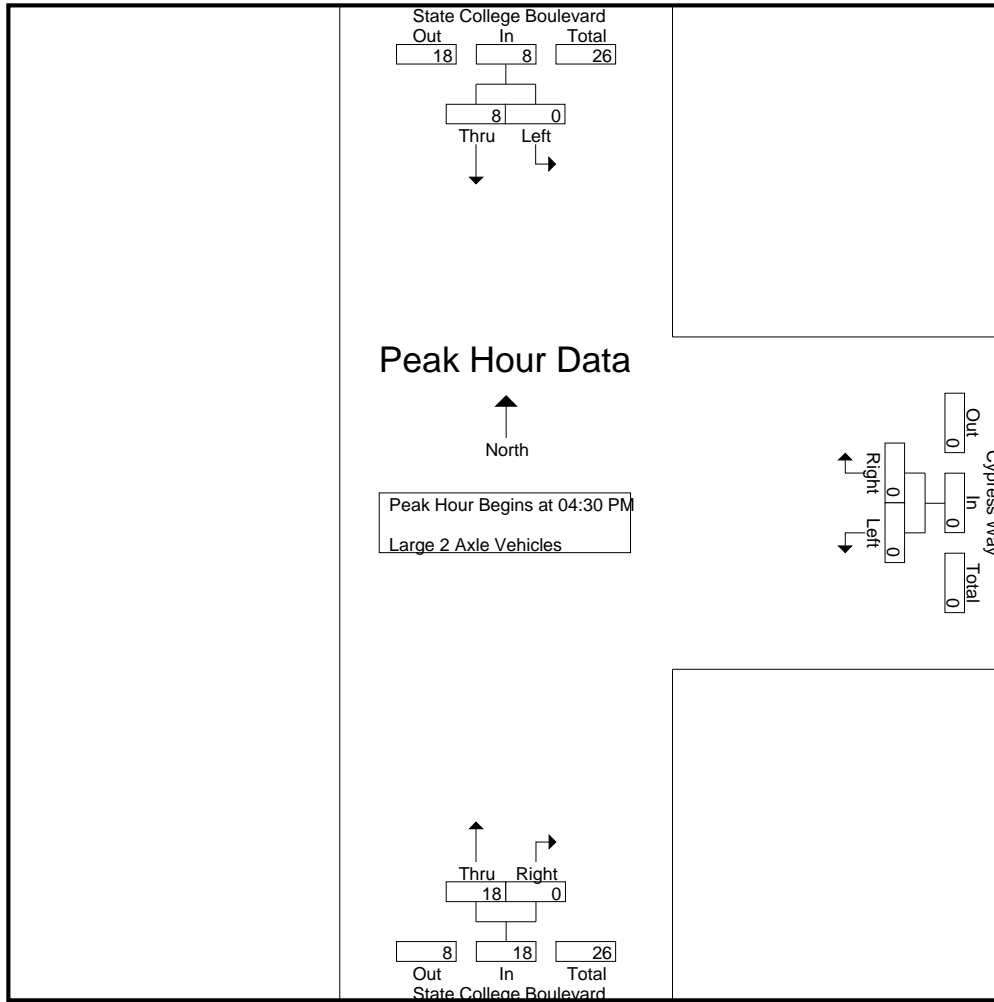 State College Boulevard
Out In Total
18 8 26
8 0
Thru Left
Peak Hour Data
North
Peak Hour Begins at 04:30 PM
Large 2 Axle Vehicles
Cypress Way
Out In Total
0 0 0
Right Left
0 0
Thru Right
18 0
8 18 26
Out In Total
State College Boulevard